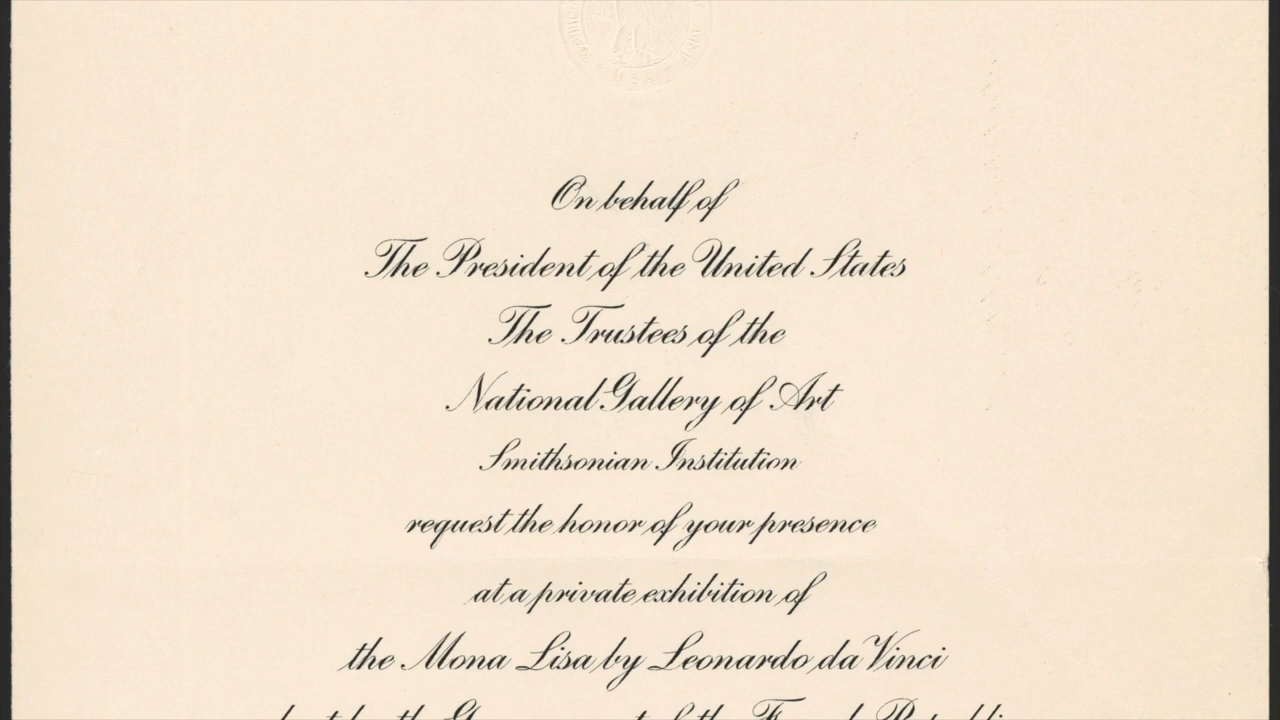 On behalf of
The President of the United States
The Trustees of the
National Gallery of Art
Smithsonian Institution
request the honor of your presence
at a private exhibition of
the Mona Lisa by Leonardo da Vinci